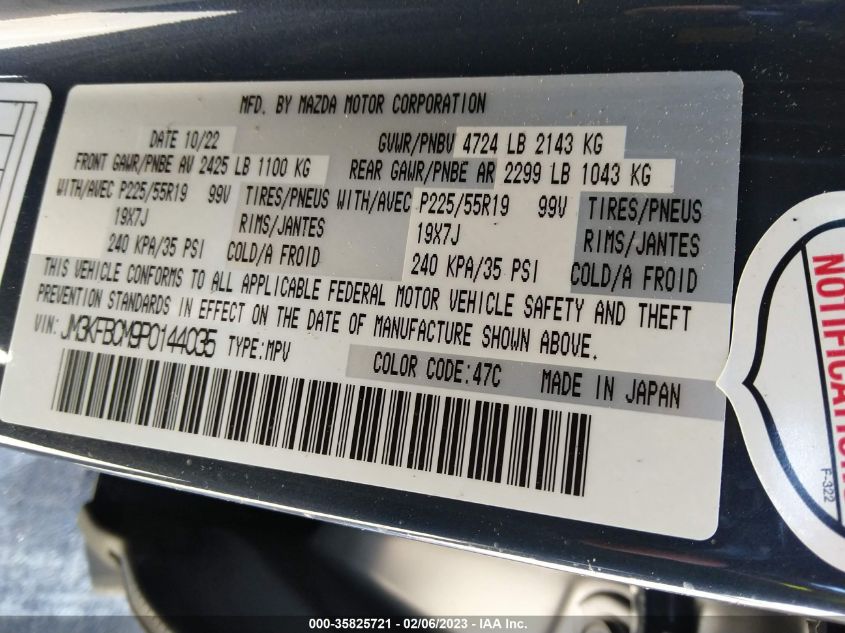 MFD. BY MAZDA MOTOR CORPORATION
DATE 10/22 GVWR/PNBV 4724 LB 2143 KG
FRONT GAWR/PNBE AV 2425 LB 1100 KG REAR GAWR/PNBE AR 2299 LB 1043 KG
WITH/AVEC P225/55R19 99V TIRES/PNEUS WITH/AVEC P225/55R19 99V TIRES/PNEUS
19X7J RIMS/JANTES 19X7J RIMS/JANTES
240 KPA/35 PSI COLD/A FROID 240 KPA/35 PSI COLD/A FROID
THIS VEHICLE CONFORMS TO ALL APPLICABLE FEDERAL MOTOR VEHICLE SAFETY AND THEFT
PREVENTION STANDARDS IN EFFECT ON THE DATE OF MANUFACTURE SHOWN ABOVE.
VIN: JM3KFBCM9P0144035 TYPE:MPV
COLOR CODE:47C MADE IN JAPAN
F-322
000-35825721 - 02/06/2023 - IAA Inc.